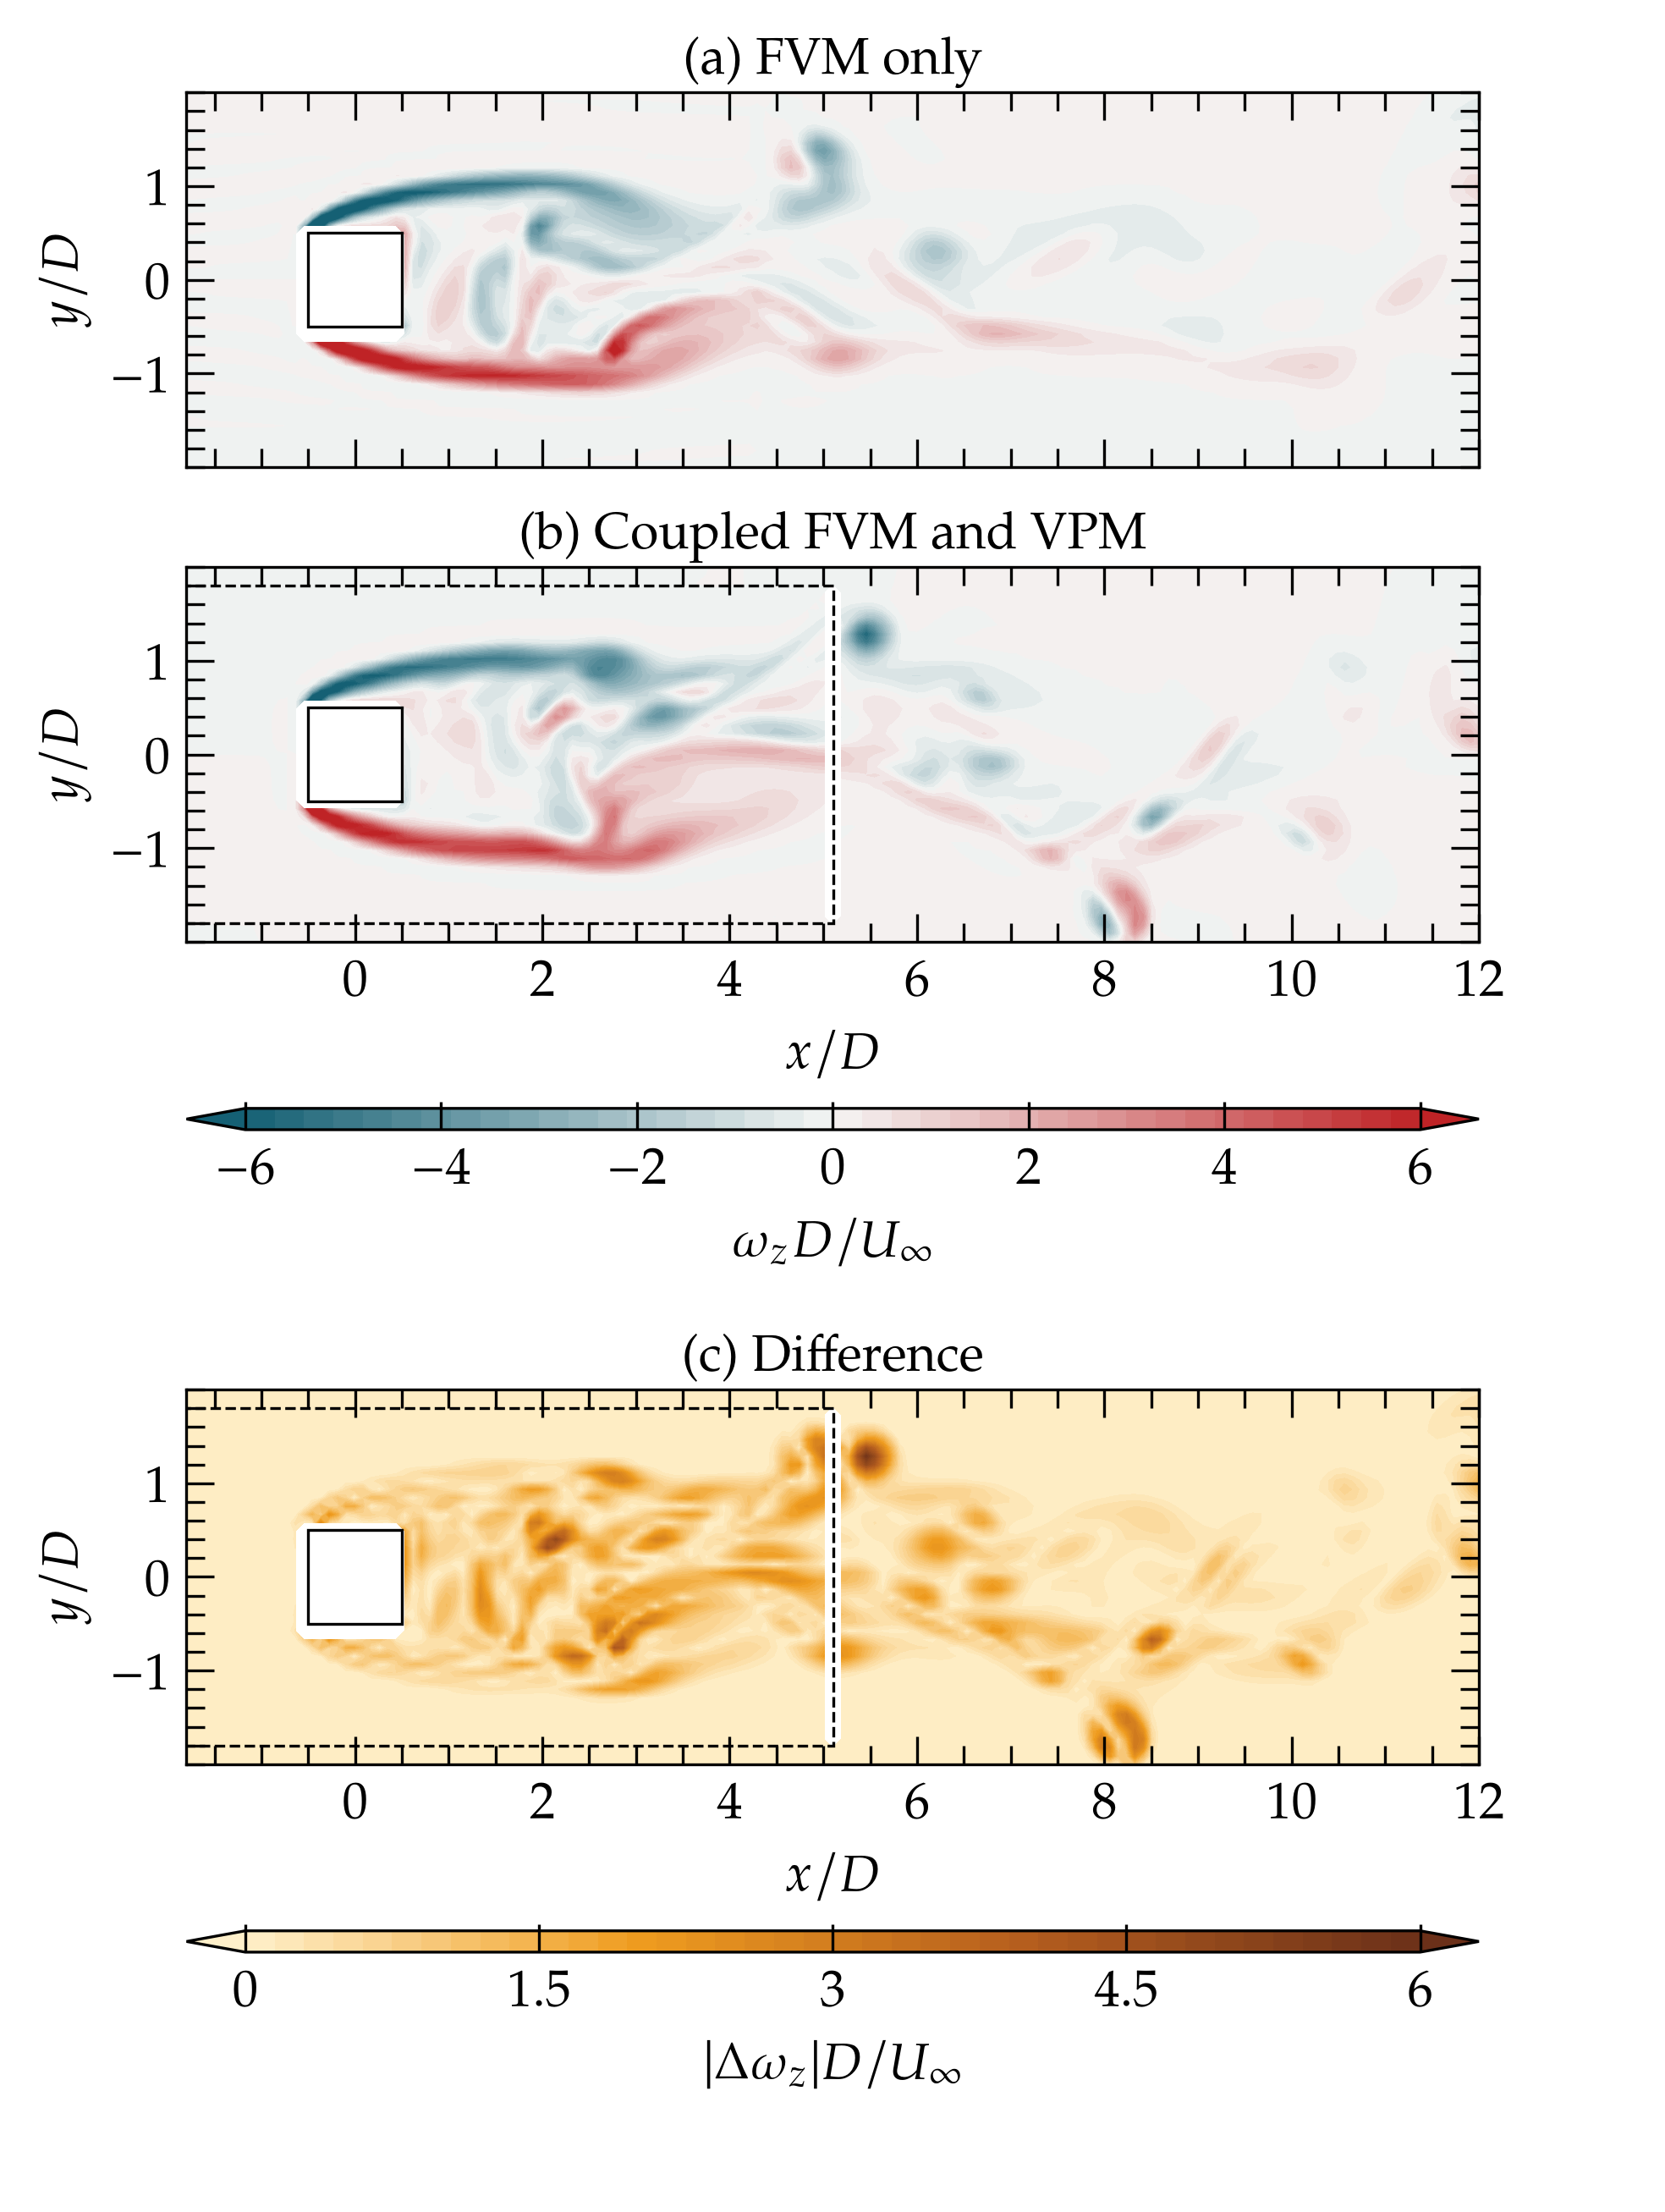 (a) FVM only
1
0
−1
y/D
(b) Coupled FVM and VPM
1
0
−1
y/D
0 2 4 6 8 10 12
x/D
−6 −4 −2 0 2 4 6
ω_z D/U_∞
(c) Difference
1
0
−1
y/D
0 2 4 6 8 10 12
x/D
0 1.5 3 4.5 6
|Δω_z|D/U_∞